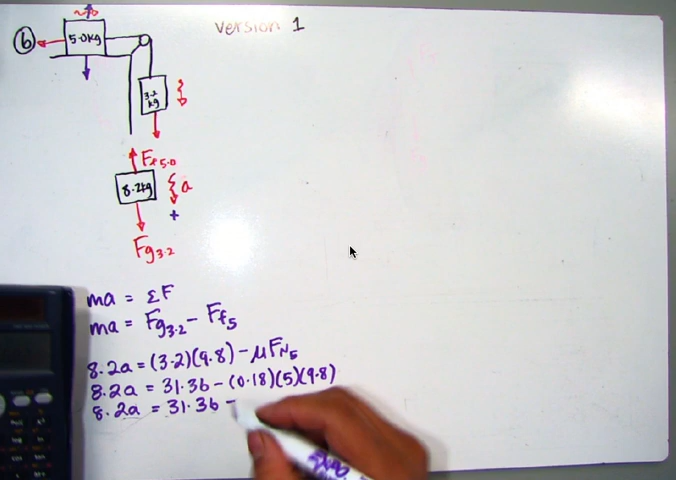 version 1
6
5.0kg
3.2
kg
Ff5.0
8.2kg
a
+
Fg3.2
ma = ΣF
ma = Fg3.2 - Ff5
8.2a = (3.2)(9.8) - μFN5
8.2a = 31.36 - (0.18)(5)(9.8)
8.2a = 31.36 -